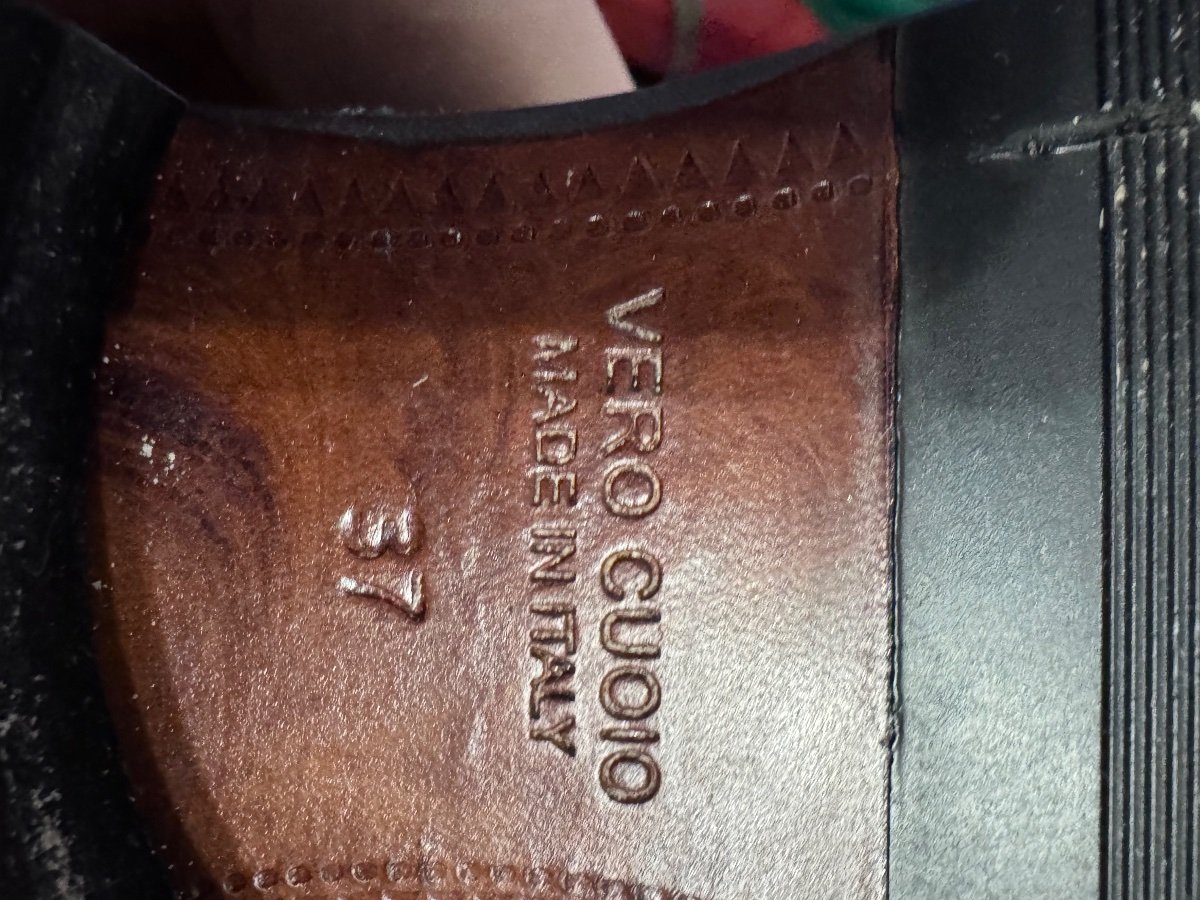 VERO CUOIO
MADE IN ITALY
37